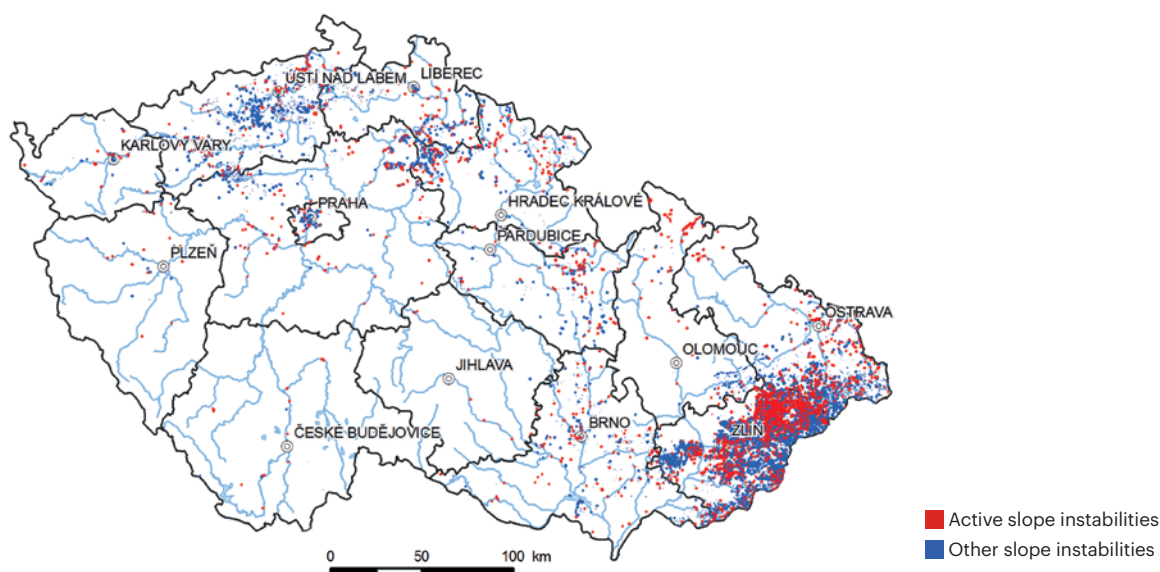 ÚSTÍ NAD LABEM
LIBEREC
KARLOVY VARY
PRAHA
HRADEC KRÁLOVÉ
PARDUBICE
PLZEŇ
OSTRAVA
OLOMOUC
JIHLAVA
BRNO
ZLÍN
ČESKÉ BUDĚJOVICE
Active slope instabilities
Other slope instabilities
0 50 100 km